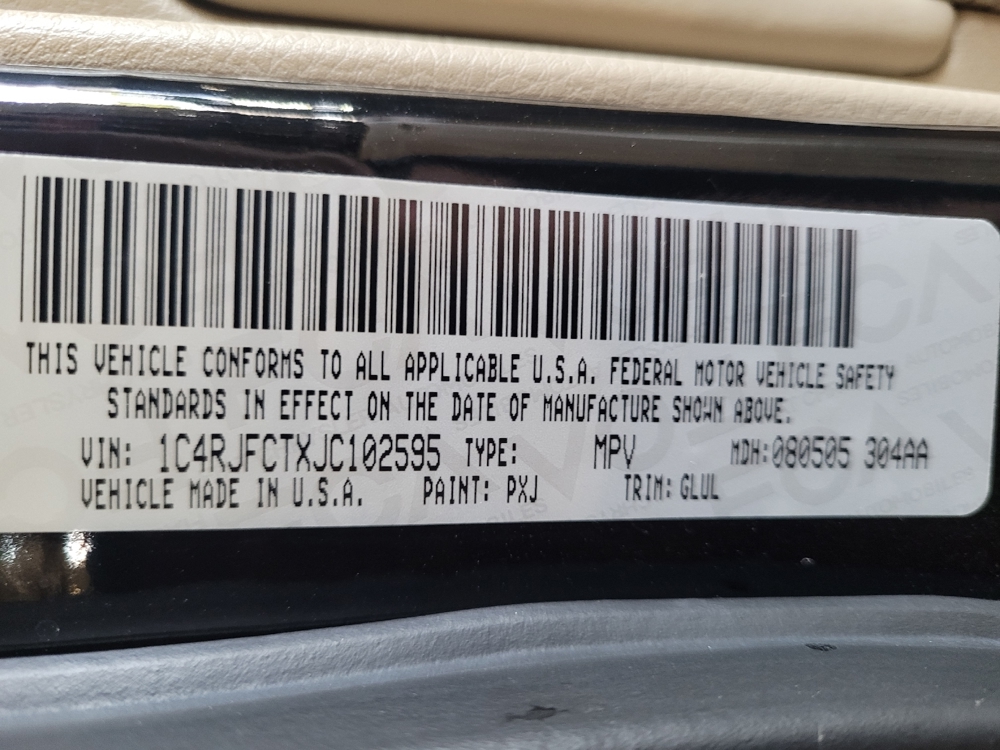 THIS VEHICLE CONFORMS TO ALL APPLICABLE U.S.A. FEDERAL MOTOR VEHICLE SAFETY
STANDARDS IN EFFECT ON THE DATE OF MANUFACTURE SHOWN ABOVE.
VIN: 1C4RJFCTXJC102595 TYPE: MPV MDH:080505 304AA
VEHICLE MADE IN U.S.A. PAINT: PXJ TRIM: GLUL